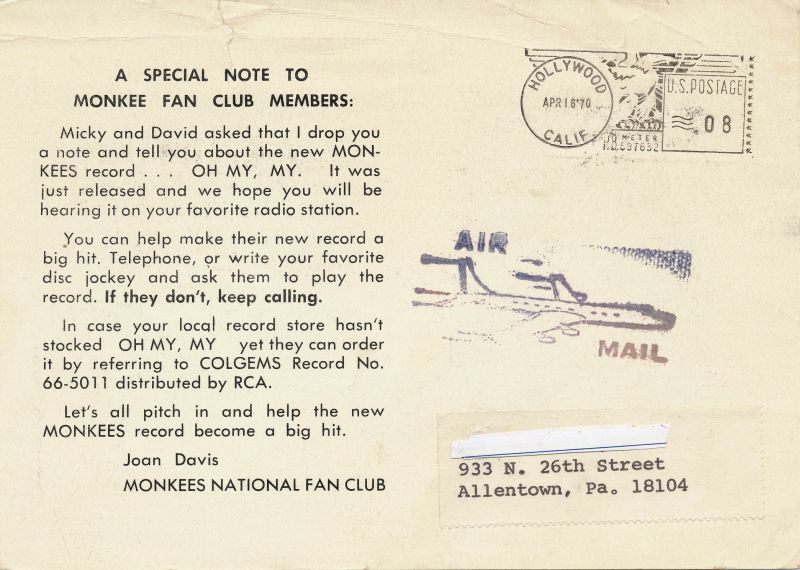 A SPECIAL NOTE TO
MONKEE FAN CLUB MEMBERS:
Micky and David asked that I drop you
a note and tell you about the new MON-
KEES record . . . OH MY, MY. It was
just released and we hope you will be
hearing it on your favorite radio station.
You can help make their new record a
big hit. Telephone, or write your favorite
disc jockey and ask them to play the
record. If they don't, keep calling.
In case your local record store hasn't
stocked OH MY, MY yet they can order
it by referring to COLGEMS Record No.
66-5011 distributed by RCA.
Let's all pitch in and help the new
MONKEES record become a big hit.
Joan Davis
MONKEES NATIONAL FAN CLUB
HOLLYWOOD
APR 16 '70
CALIF
U.S. POSTAGE
08
METER
597632
AIR
MAIL
933 N. 26th Street
Allentown, Pa. 18104